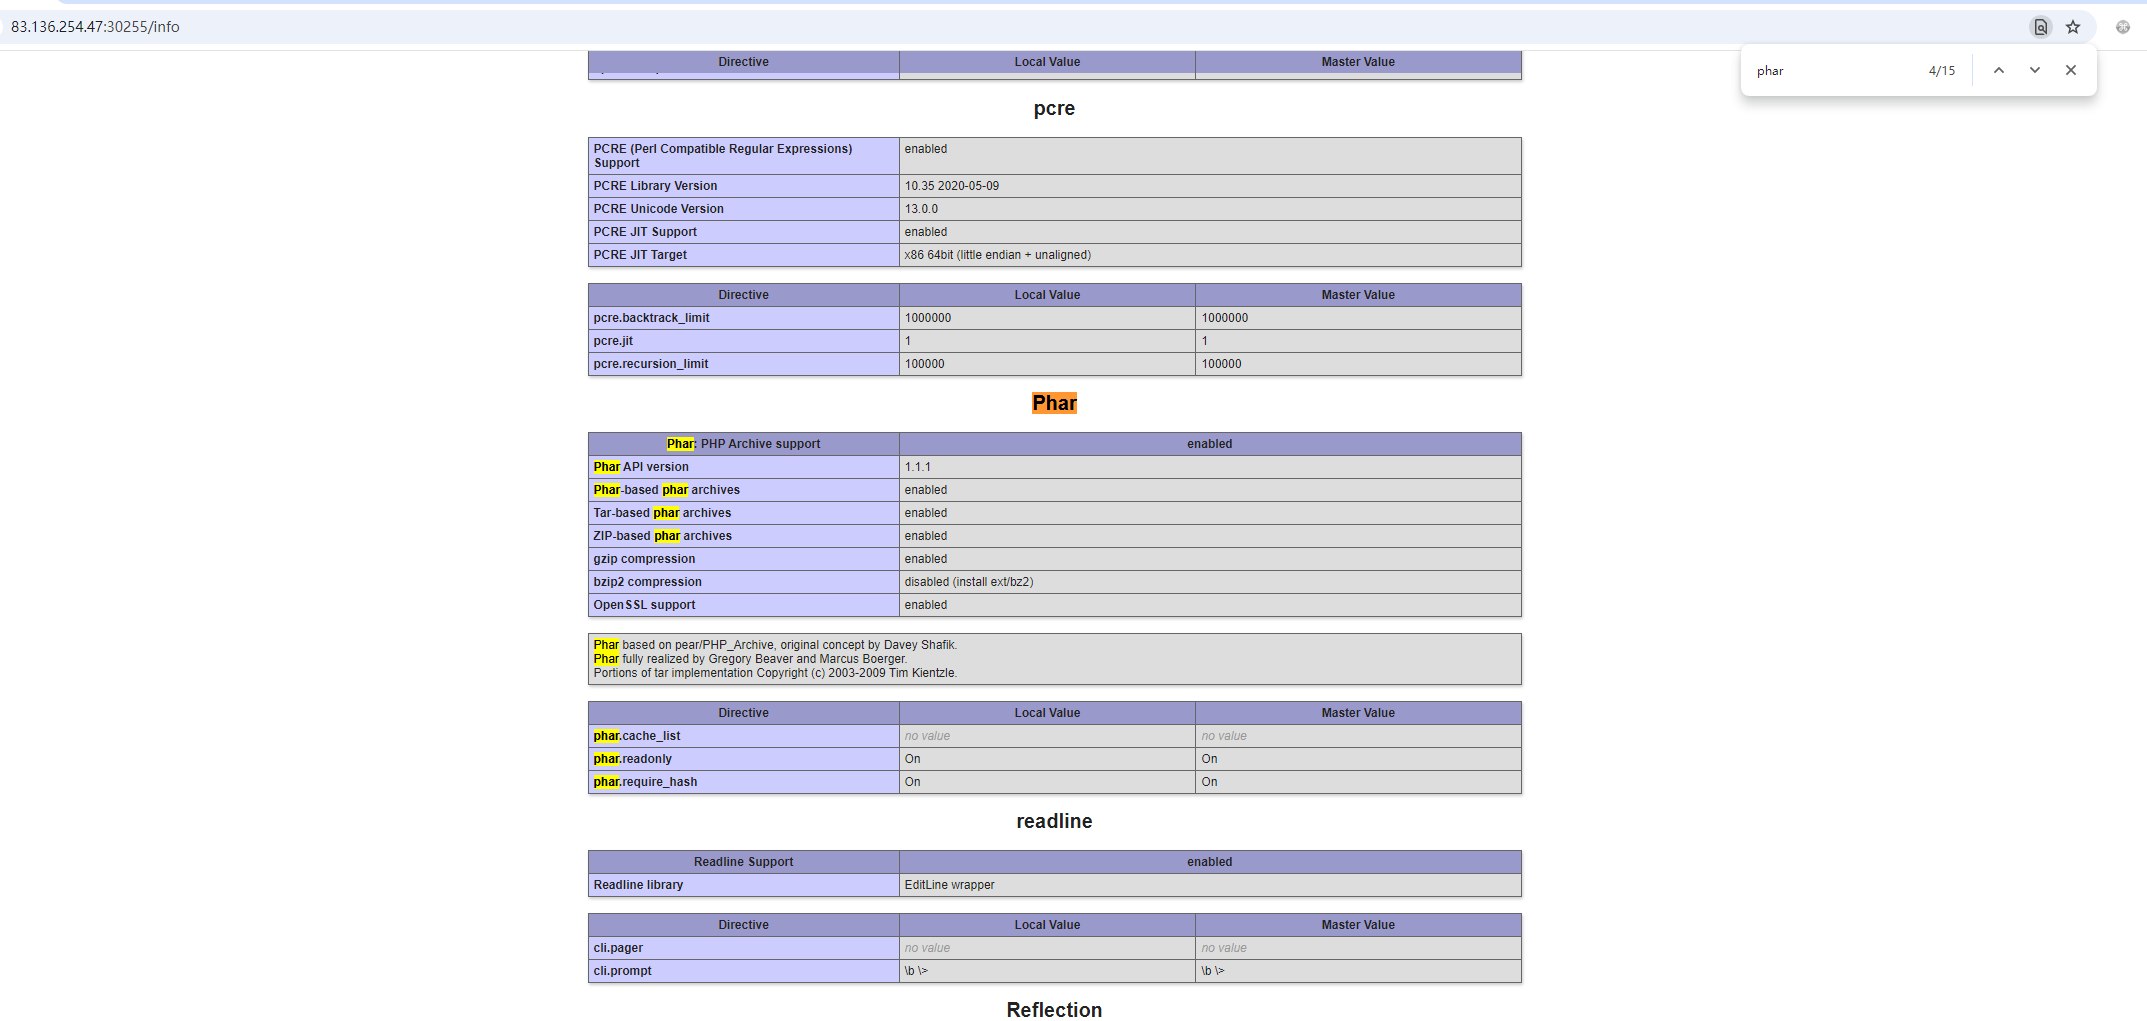 83.136.254.47:30255/info
phar 4/15
Directive Local Value Master Value
pcre
PCRE (Perl Compatible Regular Expressions) Support enabled
PCRE Library Version 10.35 2020-05-09
PCRE Unicode Version 13.0.0
PCRE JIT Support enabled
PCRE JIT Target x86 64bit (little endian + unaligned)
Directive Local Value Master Value
pcre.backtrack_limit 1000000 1000000
pcre.jit 1 1
pcre.recursion_limit 100000 100000
Phar
Phar: PHP Archive support enabled
Phar API version 1.1.1
Phar-based phar archives enabled
Tar-based phar archives enabled
ZIP-based phar archives enabled
gzip compression enabled
bzip2 compression disabled (install ext/bz2)
OpenSSL support enabled
Phar based on pear/PHP_Archive, original concept by Davey Shafik.
Phar fully realized by Gregory Beaver and Marcus Boerger.
Portions of tar implementation Copyright (c) 2003-2009 Tim Kientzle.
Directive Local Value Master Value
phar.cache_list no value no value
phar.readonly On On
phar.require_hash On On
readline
Readline Support enabled
Readline library EditLine wrapper
Directive Local Value Master Value
cli.pager no value no value
cli.prompt \b \> \b \>
Reflection